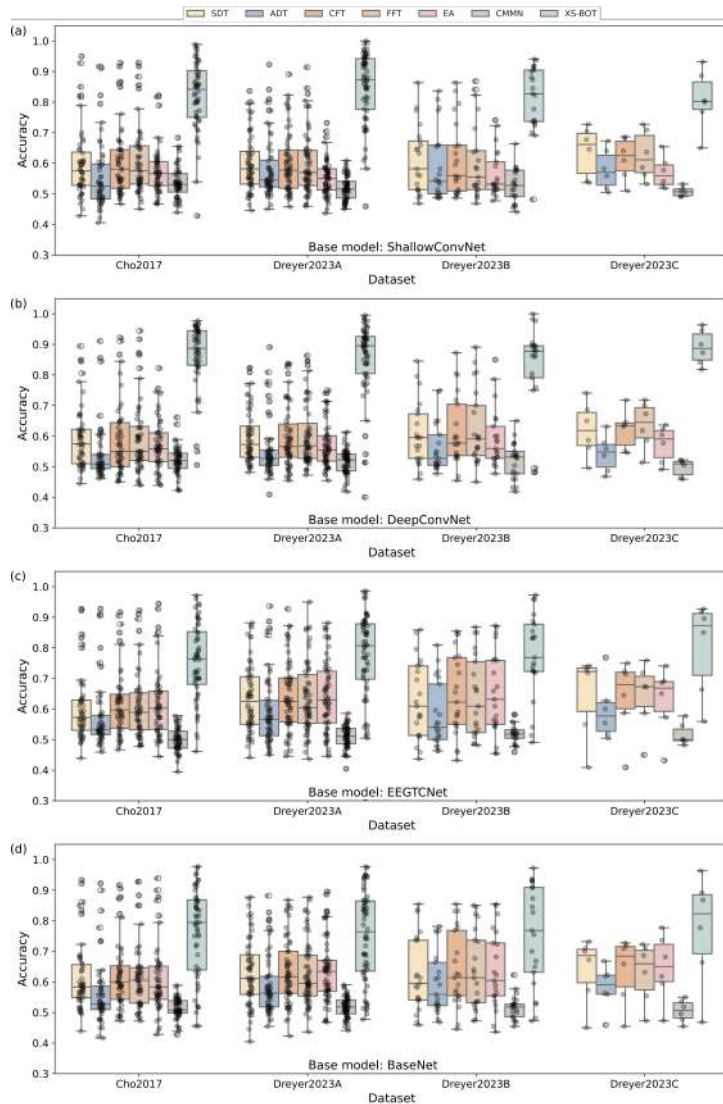 SDT ADT CFT FFT EA CMMN XS-BOT
(a)
1.0
0.9
0.8
0.7
0.6
0.5
0.4
0.3
Accuracy
Base model: ShallowConvNet
Cho2017 Dreyer2023A Dreyer2023B Dreyer2023C
Dataset
(b)
1.0
0.9
0.8
0.7
0.6
0.5
0.4
0.3
Accuracy
Base model: DeepConvNet
Cho2017 Dreyer2023A Dreyer2023B Dreyer2023C
Dataset
(c)
1.0
0.9
0.8
0.7
0.6
0.5
0.4
0.3
Accuracy
Base model: EEGTCNet
Cho2017 Dreyer2023A Dreyer2023B Dreyer2023C
Dataset
(d)
1.0
0.9
0.8
0.7
0.6
0.5
0.4
0.3
Accuracy
Base model: BaseNet
Cho2017 Dreyer2023A Dreyer2023B Dreyer2023C
Dataset